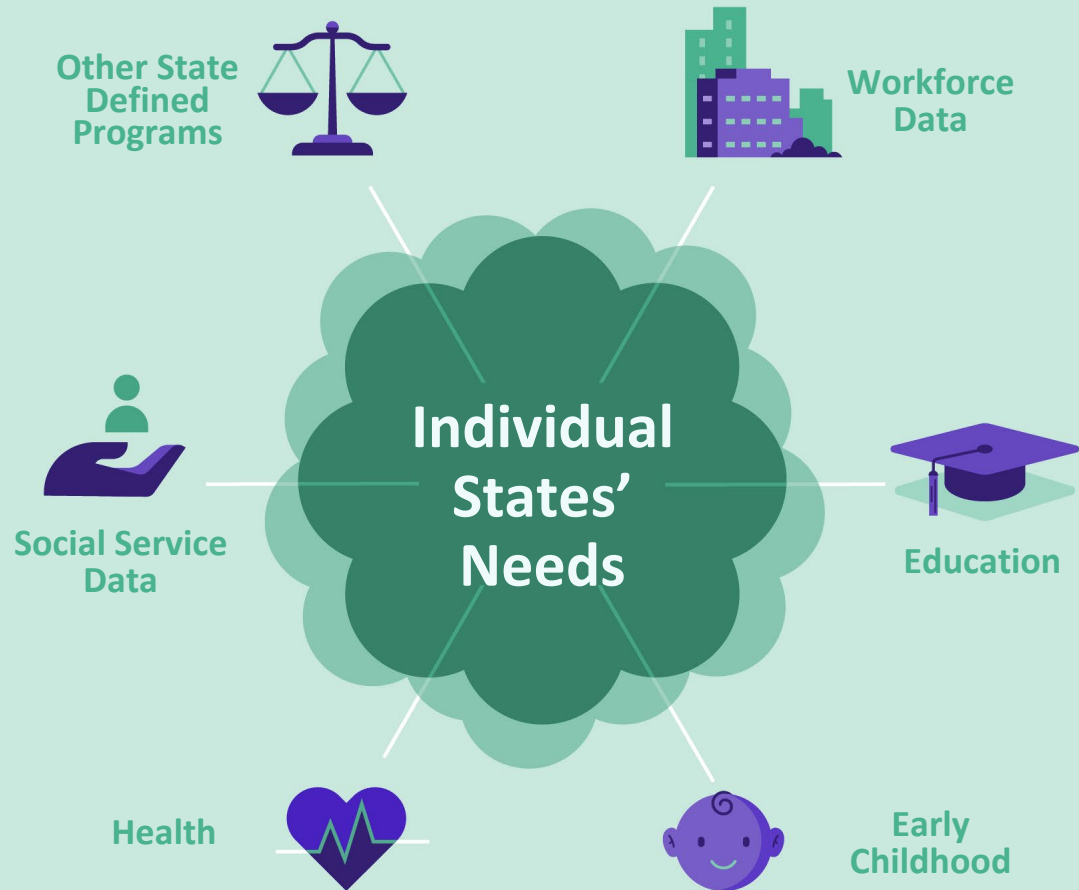 Other State
Defined
Programs
Workforce
Data
Individual
States’
Needs
Social Service
Data
Education
Health
Early
Childhood